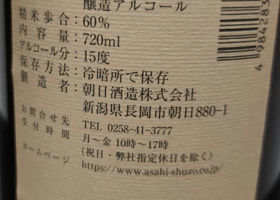 醸造アルコール
精米歩合：60％
内容量：720ml
アルコール分：15度
保存方法：冷暗所で保存
製造者：朝日酒造株式会社
新潟県長岡市朝日880-1
お問合せ先 TEL 0258-41-3777
受付時間 月～金 10時～17時
（祝日・弊社指定休日を除く）
ホームページ https://www.asahi-shuzo.co.jp
4984283